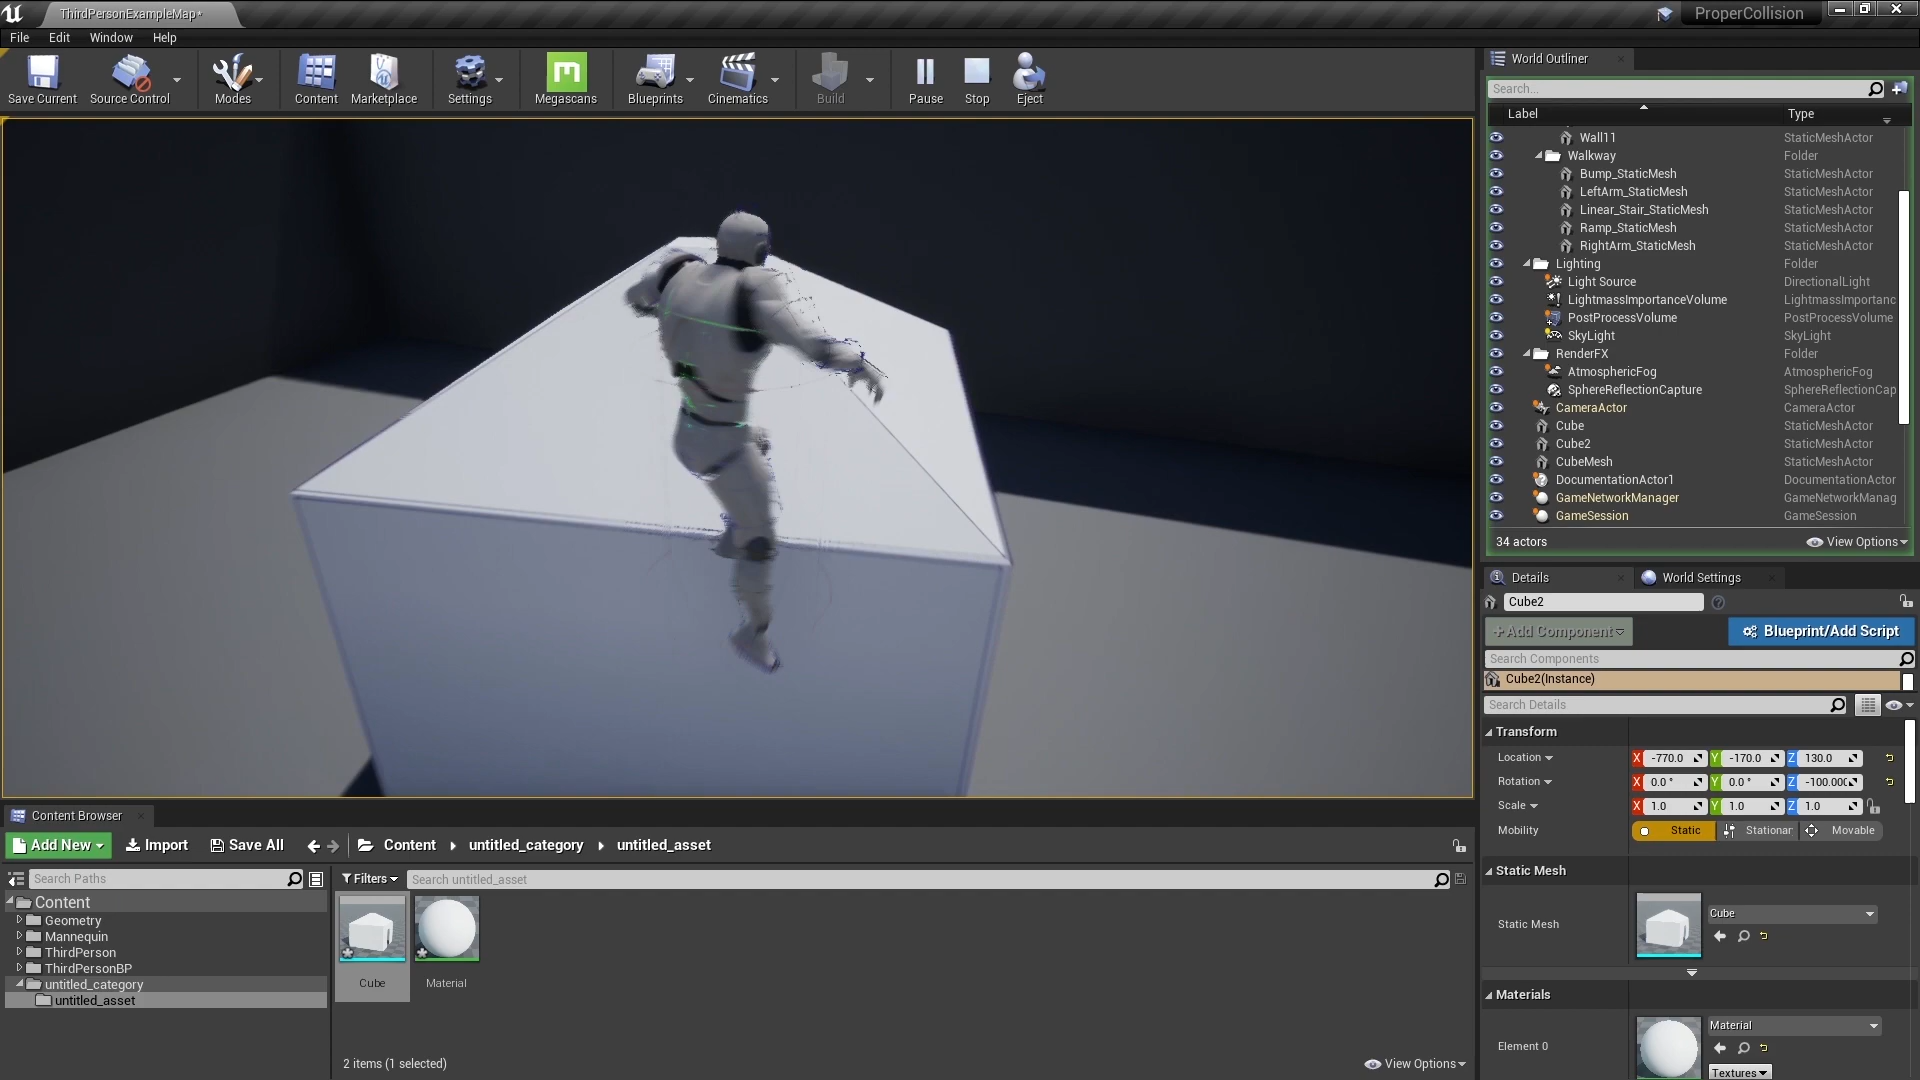 ThirdPersonExampleMap*
ProperCollision
File Edit Window Help
Save Current
Source Control
Modes
Content
Marketplace
Settings
Megascans
Blueprints
Cinematics
Build
Pause
Stop
Eject
World Outliner
Search...
Label Type
Wall11 StaticMeshActor
Walkway Folder
Bump_StaticMesh StaticMeshActor
LeftArm_StaticMesh StaticMeshActor
Linear_Stair_StaticMesh StaticMeshActor
Ramp_StaticMesh StaticMeshActor
RightArm_StaticMesh StaticMeshActor
Lighting Folder
Light Source DirectionalLight
LightmassImportanceVolume LightmassImportanc
PostProcessVolume PostProcessVolume
SkyLight SkyLight
RenderFX Folder
AtmosphericFog AtmosphericFog
SphereReflectionCapture SphereReflectionCap
CameraActor CameraActor
Cube StaticMeshActor
Cube2 StaticMeshActor
CubeMesh StaticMeshActor
DocumentationActor1 DocumentationActor
GameNetworkManager GameNetworkManag
GameSession GameSession
34 actors View Options
Details World Settings
Cube2
+Add Component Blueprint/Add Script
Search Components
Cube2(Instance)
Search Details
Transform
Location X -770.0 Y -170.0 Z 130.0
Rotation X 0.0 ° Y 0.0 ° Z -100.000
Scale X 1.0 Y 1.0 Z 1.0
Mobility Static Stationar Movable
Static Mesh
Static Mesh Cube
Materials
Element 0 Material
Textures
Content Browser
Add New Import Save All Content untitled_category untitled_asset
Search Paths
Filters Search untitled_asset
Content
Geometry
Mannequin
ThirdPerson
ThirdPersonBP
untitled_category
untitled_asset
Cube
Material
2 items (1 selected) View Options